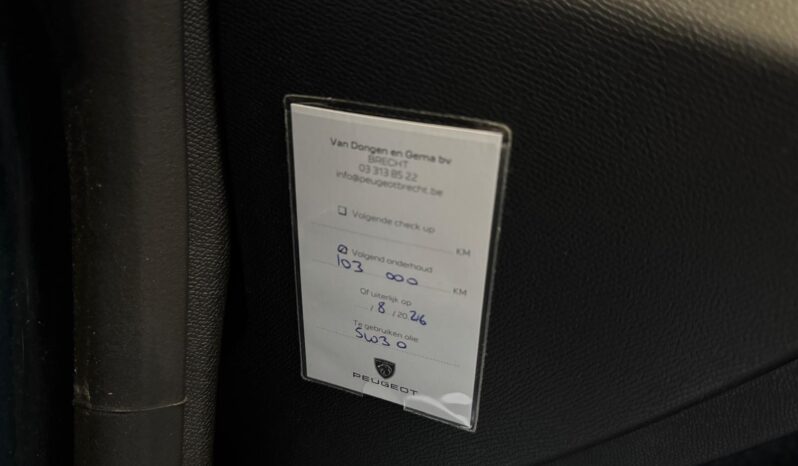 Van Dongen en Gema bv
BRECHT
03 313 85 22
info@peugeotbrecht.be
Volgende check up
KM
Volgend onderhoud
103 000 KM
Of uiterlijk op
/ 8 / 2026
Te gebruiken olie
5W30
PEUGEOT